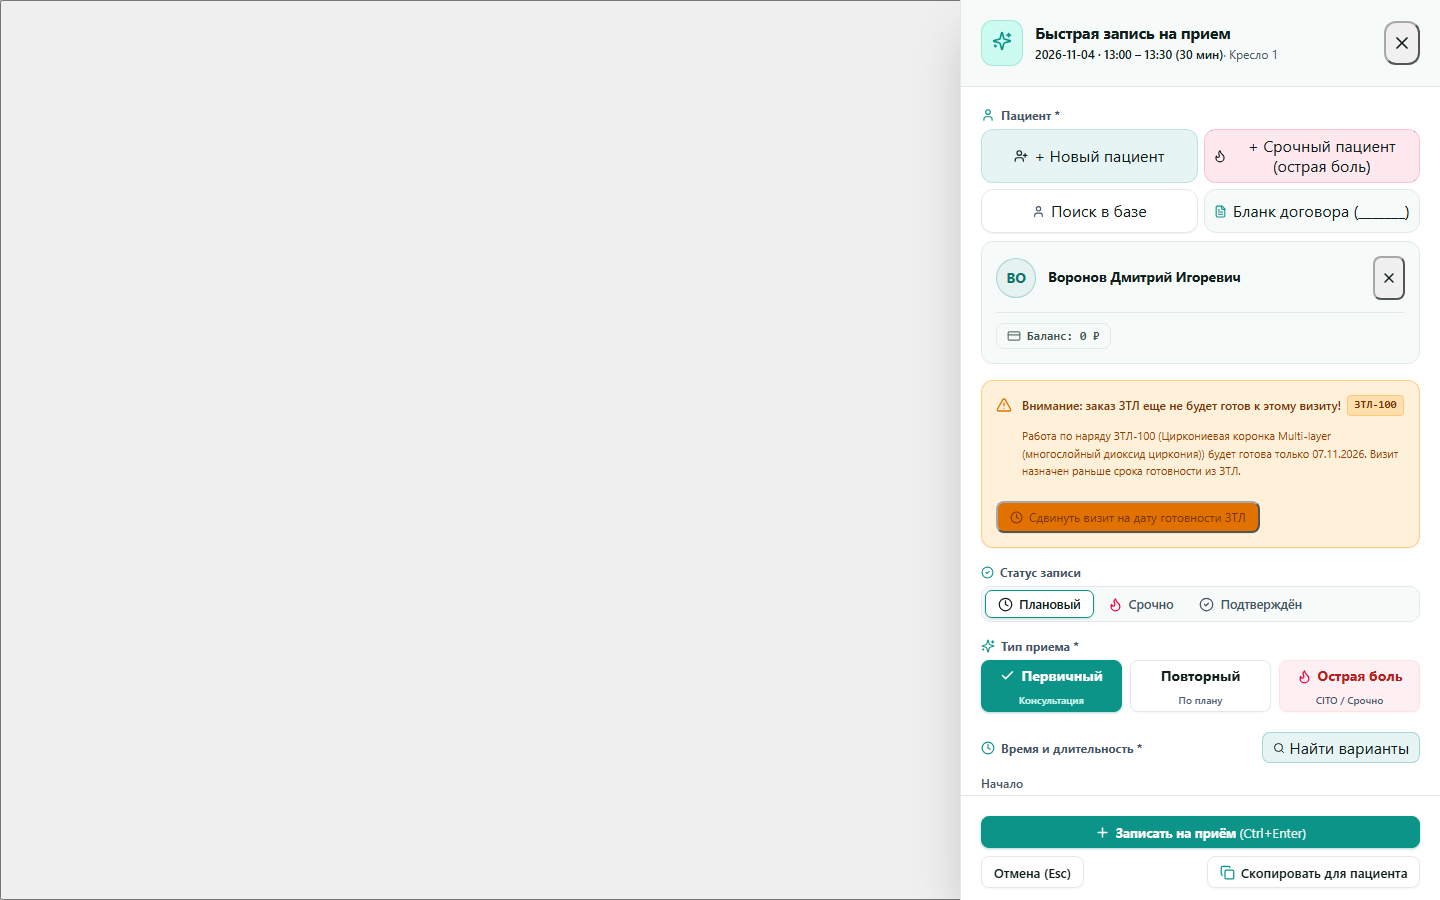 Быстрая запись на прием
2026-11-04 · 13:00 – 13:30 (30 мин)· Кресло 1
Пациент *
+ Новый пациент
+ Срочный пациент
(острая боль)
Поиск в базе
Бланк договора (_______)
ВО
Воронов Дмитрий Игоревич
Баланс: 0 ₽
Внимание: заказ ЗТЛ еще не будет готов к этому визиту!
ЗТЛ-100
Работа по наряду ЗТЛ-100 (Циркониевая коронка Multi-layer
(многослойный диоксид циркония)) будет готова только 07.11.2026. Визит
назначен раньше срока готовности из ЗТЛ.
Сдвинуть визит на дату готовности ЗТЛ
Статус записи
Плановый
Срочно
Подтверждён
Тип приема *
Первичный
Консультация
Повторный
По плану
Острая боль
CITO / Срочно
Время и длительность *
Найти варианты
Начало
Записать на приём (Ctrl+Enter)
Отмена (Esc)
Скопировать для пациента